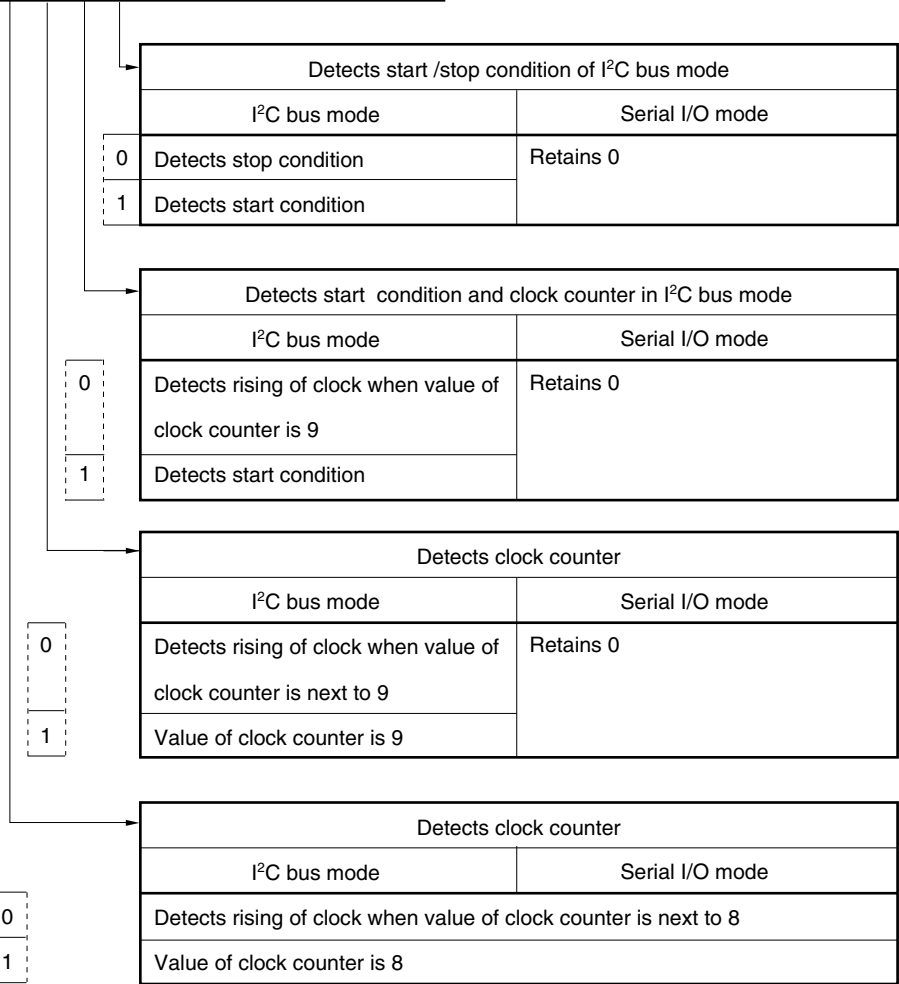 Detects start /stop condition of I²C bus mode
I²C bus mode Serial I/O mode
0 Detects stop condition Retains 0
1 Detects start condition
Detects start condition and clock counter in I²C bus mode
I²C bus mode Serial I/O mode
0 Detects rising of clock when value of Retains 0
clock counter is 9
1 Detects start condition
Detects clock counter
I²C bus mode Serial I/O mode
0 Detects rising of clock when value of Retains 0
clock counter is next to 9
1 Value of clock counter is 9
Detects clock counter
I²C bus mode Serial I/O mode
0 Detects rising of clock when value of clock counter is next to 8
1 Value of clock counter is 8